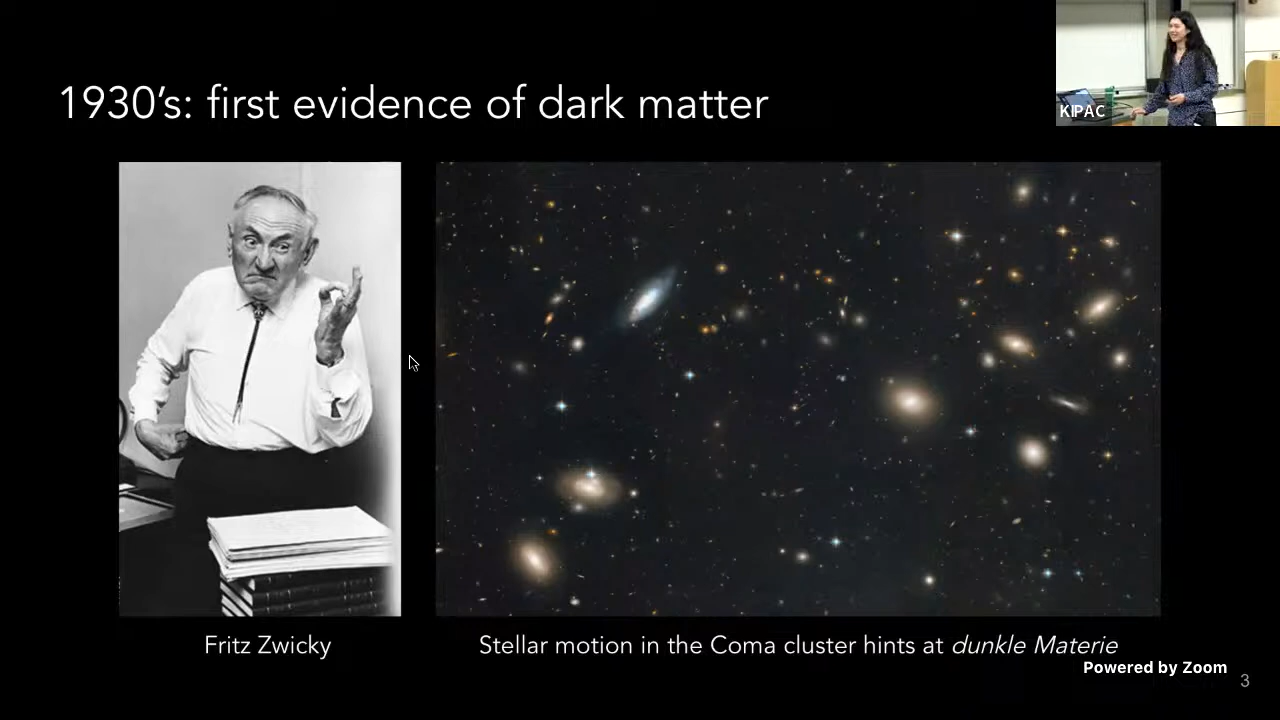 1930's: first evidence of dark matter
KIPAC
Fritz Zwicky
Stellar motion in the Coma cluster hints at dunkle Materie
Powered by Zoom
3